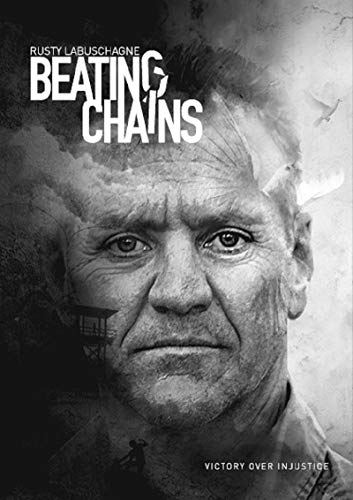 RUSTY LABUSCHAGNE
BEATING
CHAINS
VICTORY OVER INJUSTICE